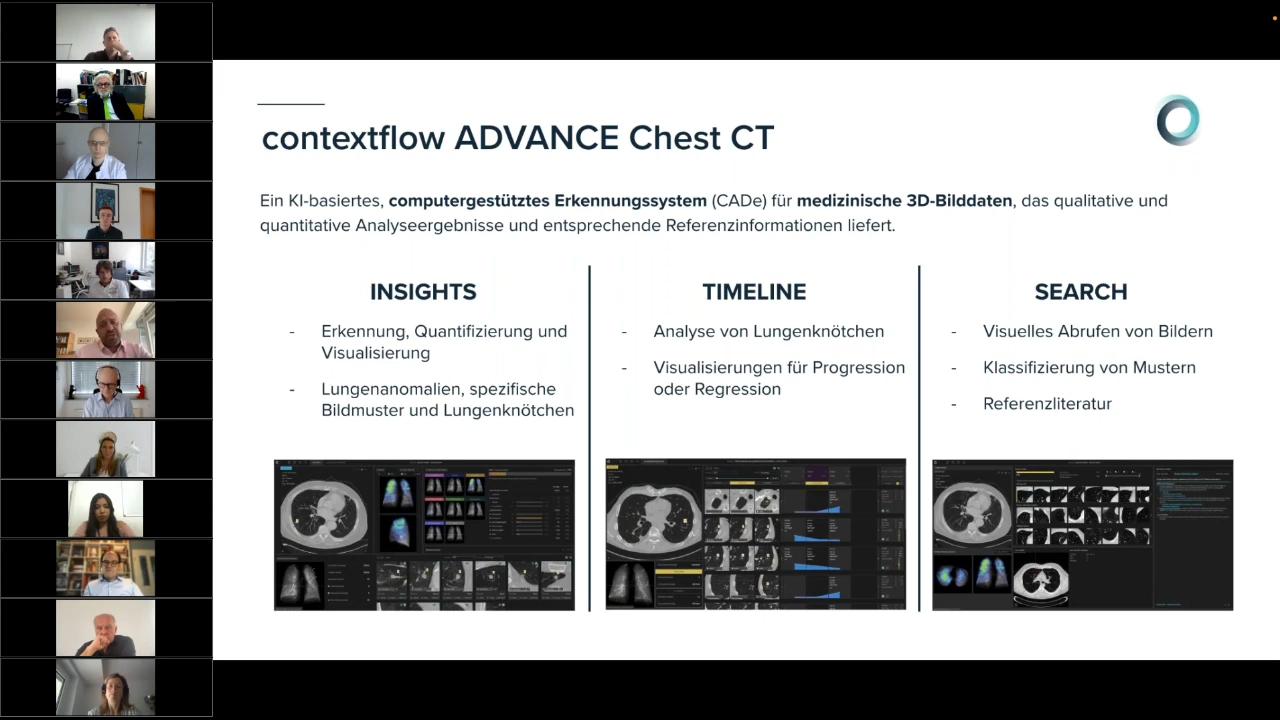 contextflow ADVANCE Chest CT
Ein KI-basiertes, computergestütztes Erkennungssystem (CADe) für medizinische 3D-Bilddaten, das qualitative und
quantitative Analyseergebnisse und entsprechende Referenzinformationen liefert.
INSIGHTS
- Erkennung, Quantifizierung und
Visualisierung
- Lungenanomalien, spezifische
Bildmuster und Lungenknötchen
TIMELINE
- Analyse von Lungenknötchen
- Visualisierungen für Progression
oder Regression
SEARCH
- Visuelles Abrufen von Bildern
- Klassifizierung von Mustern
- Referenzliteratur